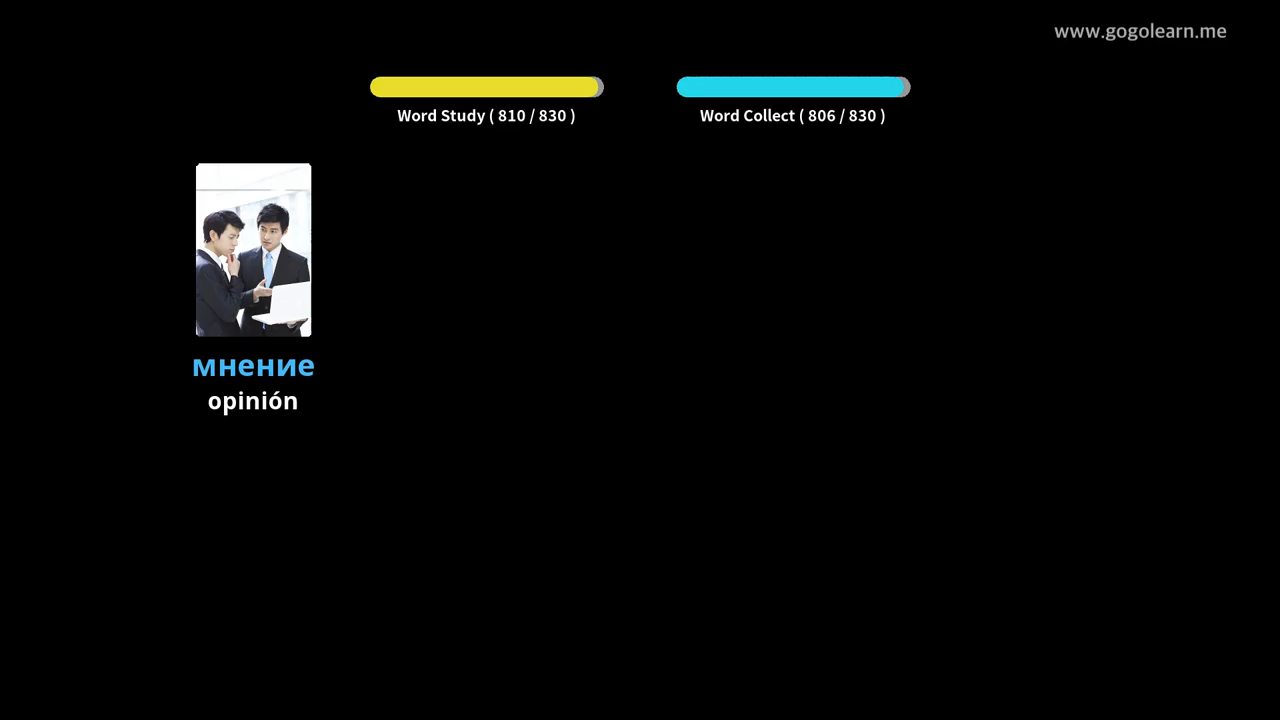 www.gogolearn.me
Word Study ( 810 / 830 )
Word Collect ( 806 / 830 )
мнение
opinión